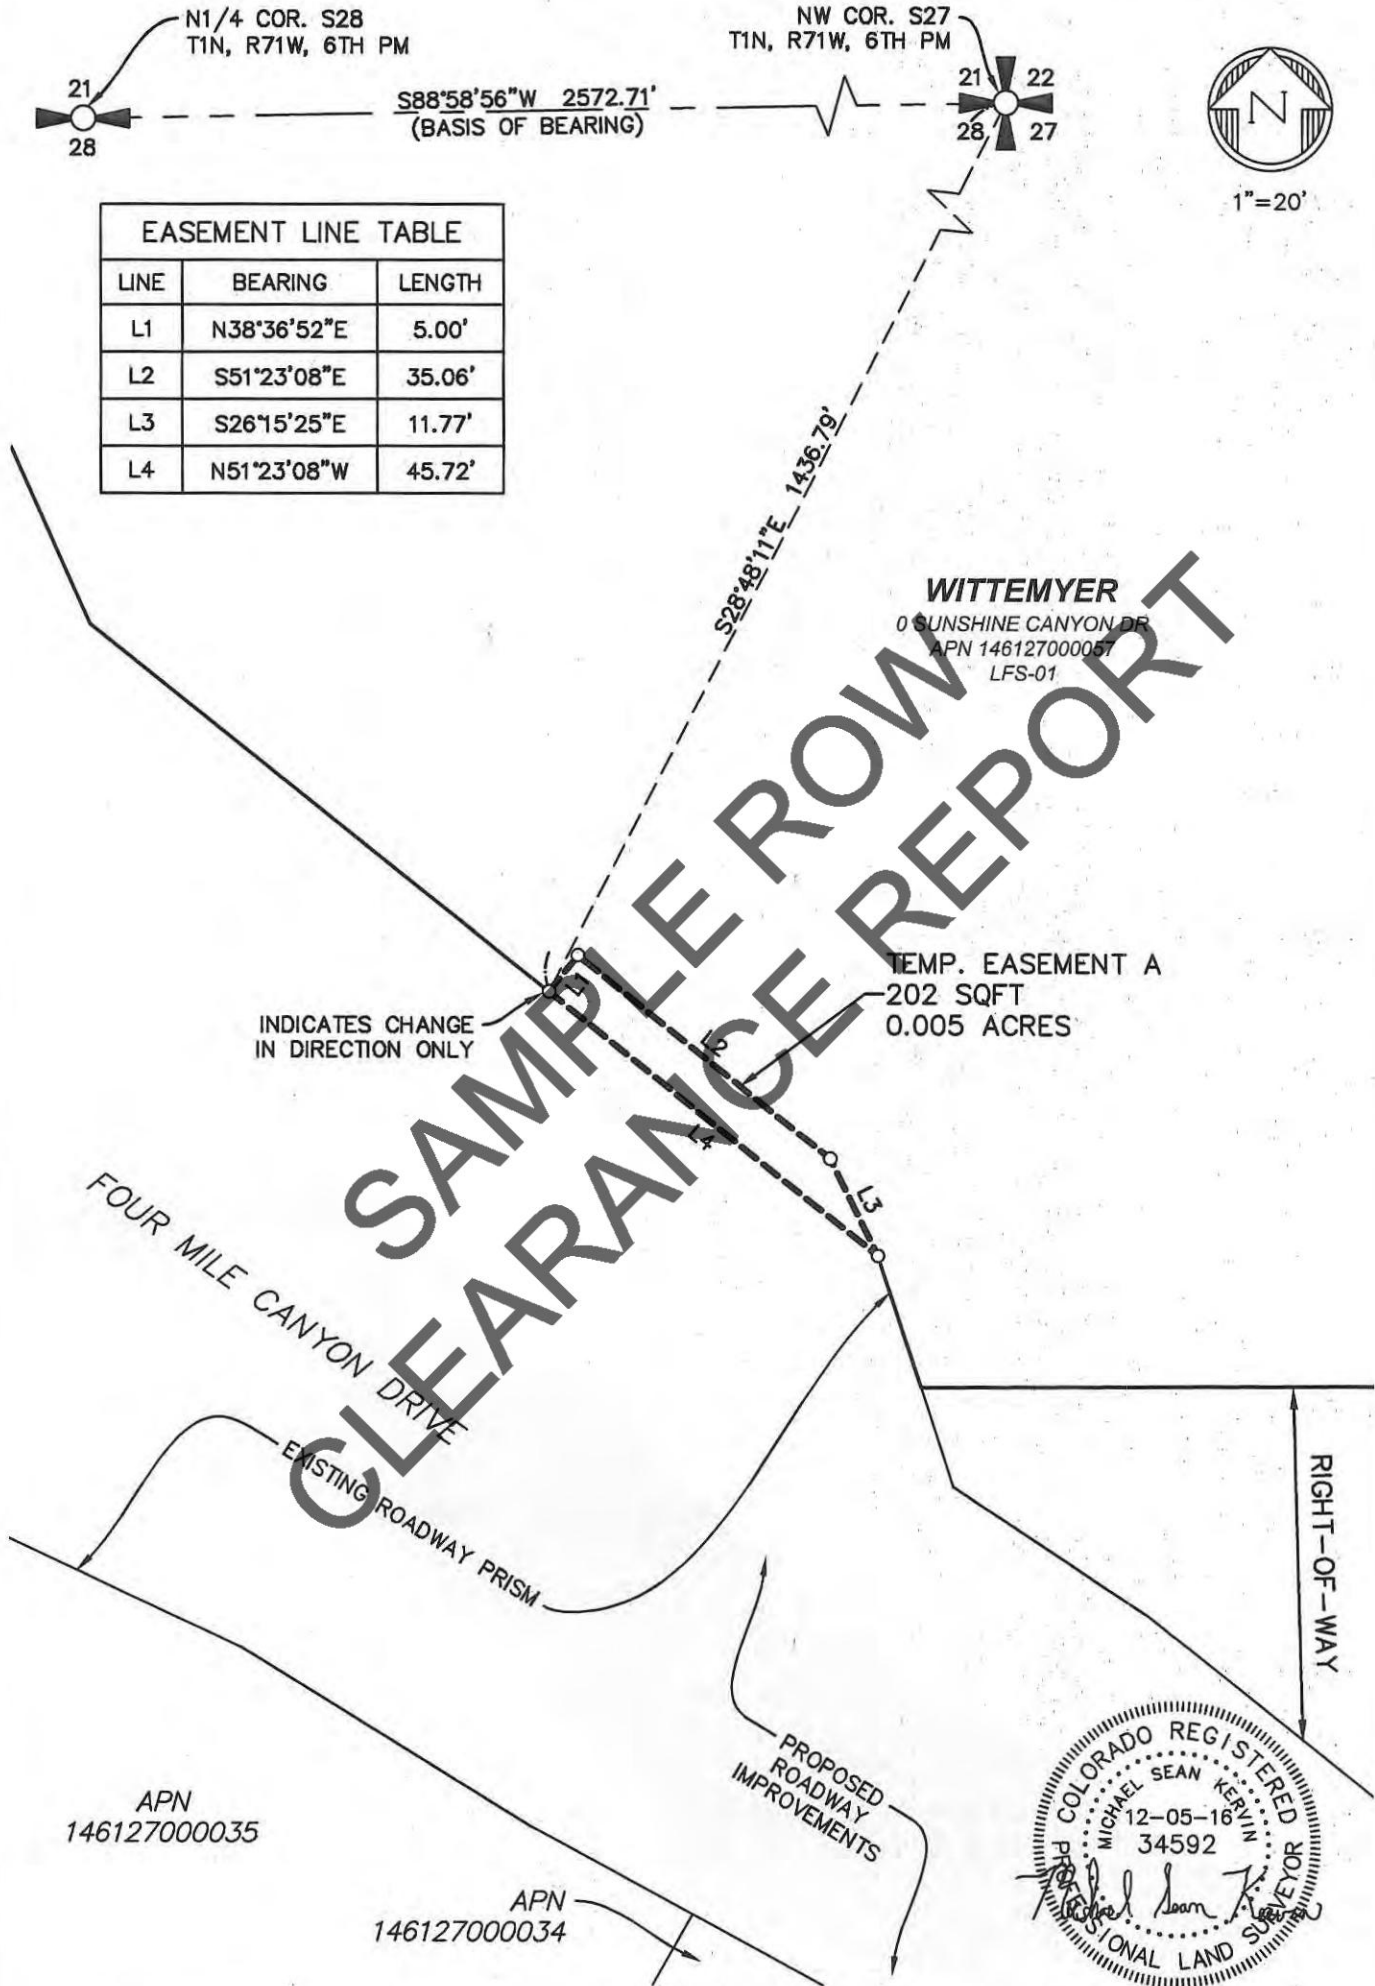 N1/4 COR. S28
T1N, R71W, 6TH PM
NW COR. S27
T1N, R71W, 6TH PM
21
28
S88°58'56"W 2572.71'
(BASIS OF BEARING)
21 22
28 27
N
1"=20'
EASEMENT LINE TABLE
LINE BEARING LENGTH
L1 N38°36'52"E 5.00'
L2 S51°23'08"E 35.06'
L3 S26°15'25"E 11.77'
L4 N51°23'08"W 45.72'
S28°48'11"E 1436.79'
WITTEMYER
0 SUNSHINE CANYON DR
APN 146127000057
LFS-01
SAMPLE ROW
CLEARANCE REPORT
TEMP. EASEMENT A
202 SQFT
0.005 ACRES
INDICATES CHANGE
IN DIRECTION ONLY
L1
L2
L4
L3
FOUR MILE CANYON DRIVE
EXISTING ROADWAY PRISM
RIGHT-OF-WAY
PROPOSED
ROADWAY
IMPROVEMENTS
APN
146127000035
APN
146127000034
COLORADO REGISTERED
MICHAEL SEAN KERVIN
12-05-16
34592
PROFESSIONAL LAND SURVEYOR
Michael Sean Kervin